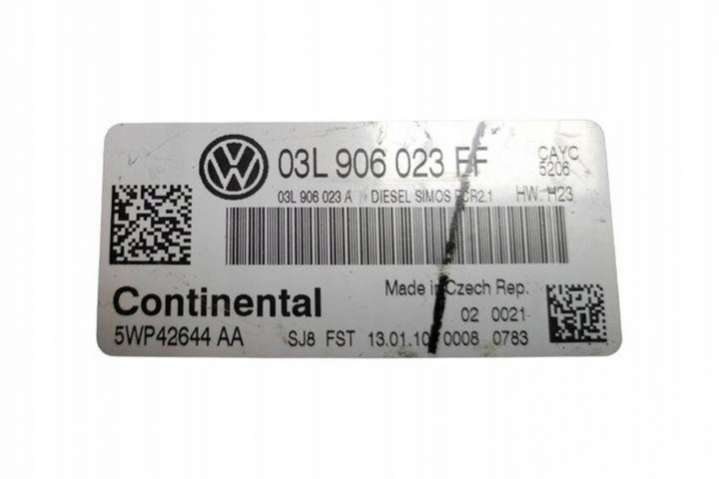 VW
03L 906 023 FF
CAYC
5206
03L 906 023 A DIESEL SIMOS PCR2.1 HW H23
Made in Czech Rep.
Continental
02 0021
5WP42644 AA SJ8 FST 13.01.10 0008 0783